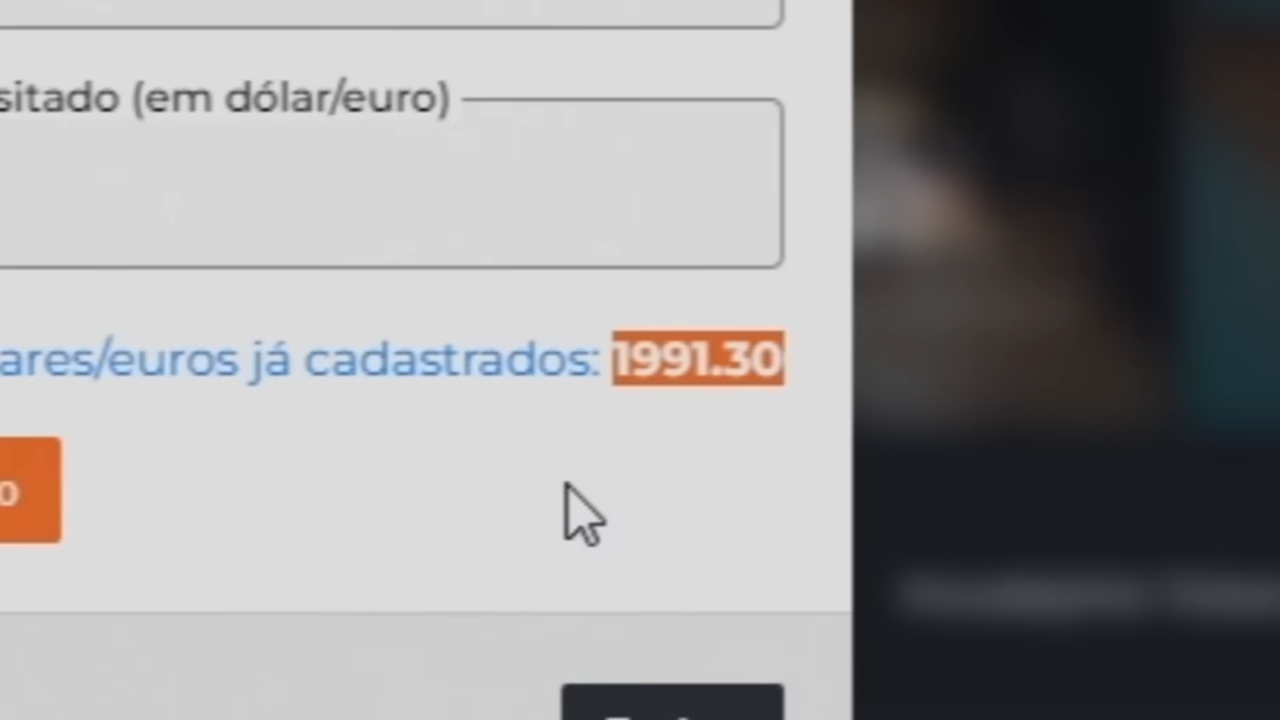 sitado (em dólar/euro)
ares/euros já cadastrados: 1991.30
o